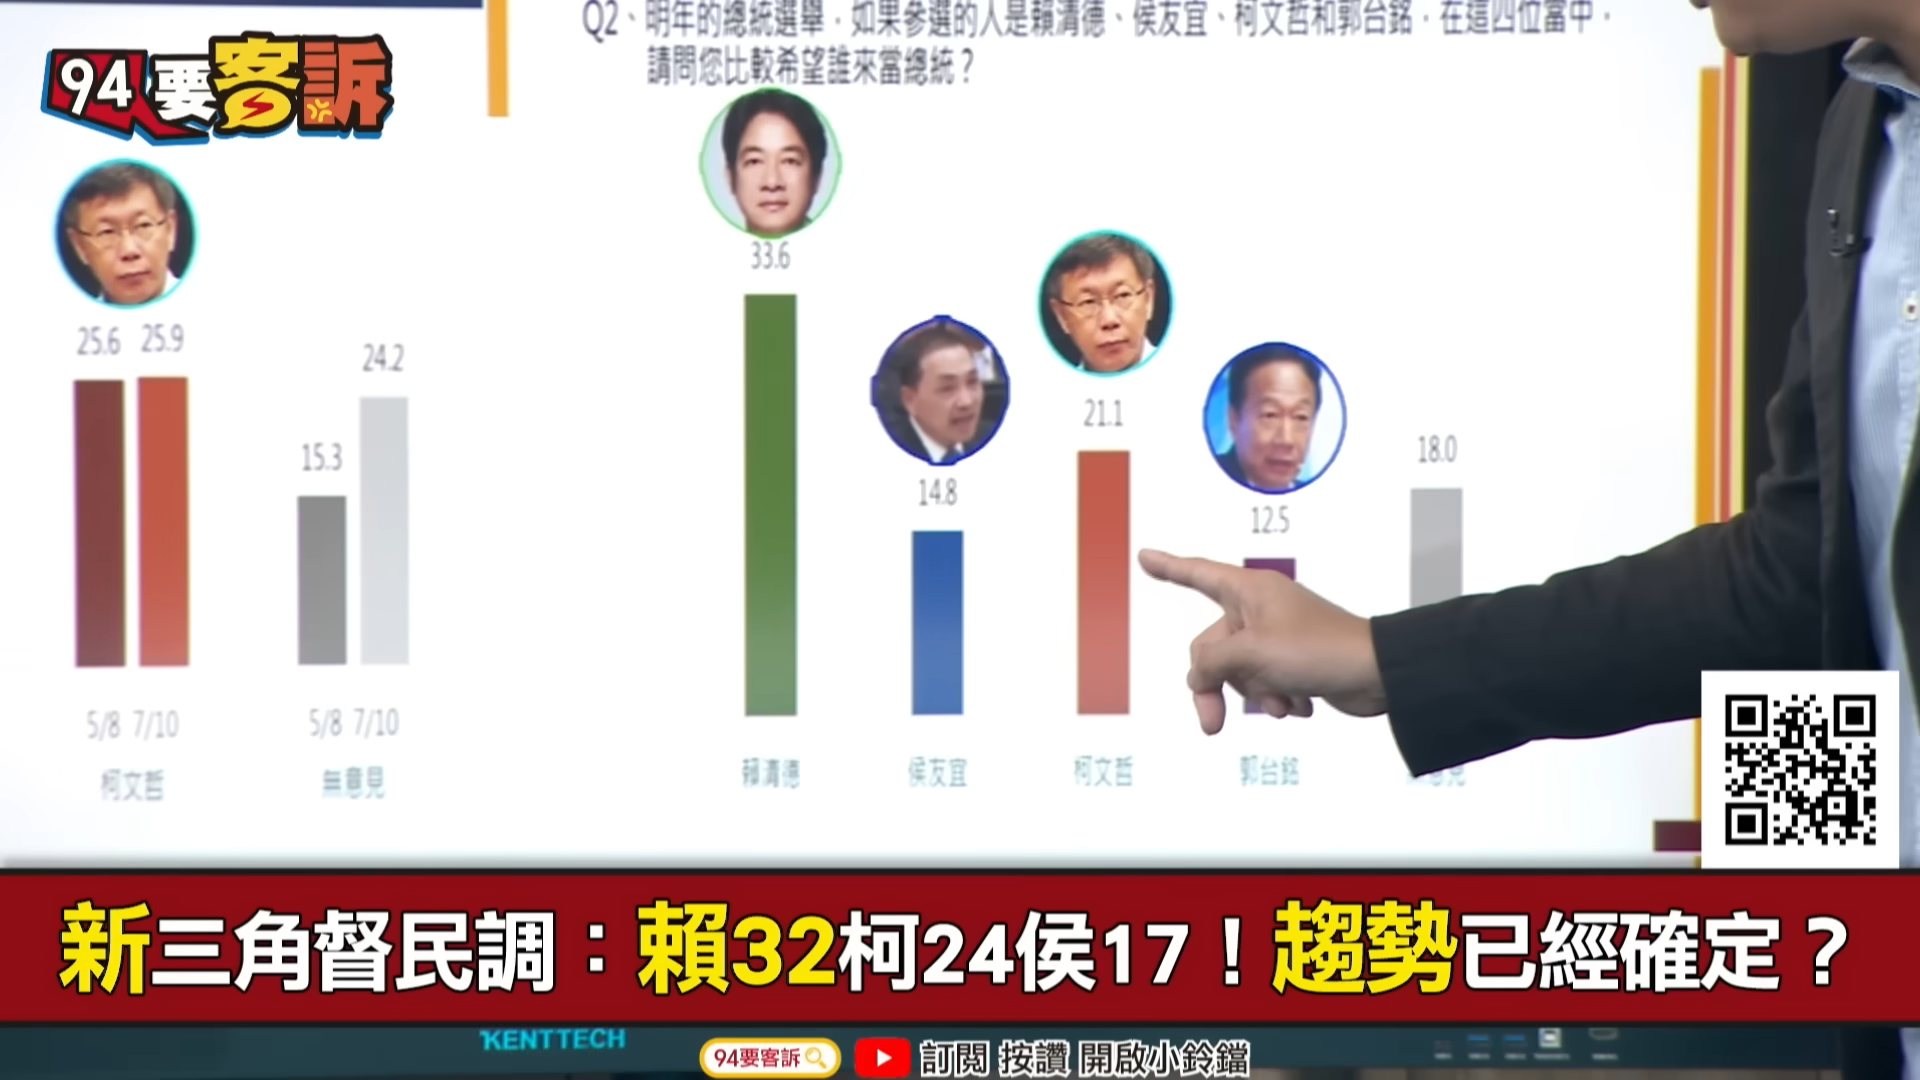 94要客訴
Q2、明年的總統選舉,如果參選的人是賴清德、侯友宜、柯文哲和郭台銘,在這四位當中,
請問您比較希望誰來當總統?
25.6 25.9
15.3
24.2
5/8 7/10
5/8 7/10
柯文哲
無意見
33.6
14.8
21.1
12.5
18.0
賴清德
侯友宜
柯文哲
郭台銘
意見
新三角督民調:賴32柯24侯17!趨勢已經確定?
KENTTECH
94要客訴
訂閱 按讚 開啟小鈴鐺